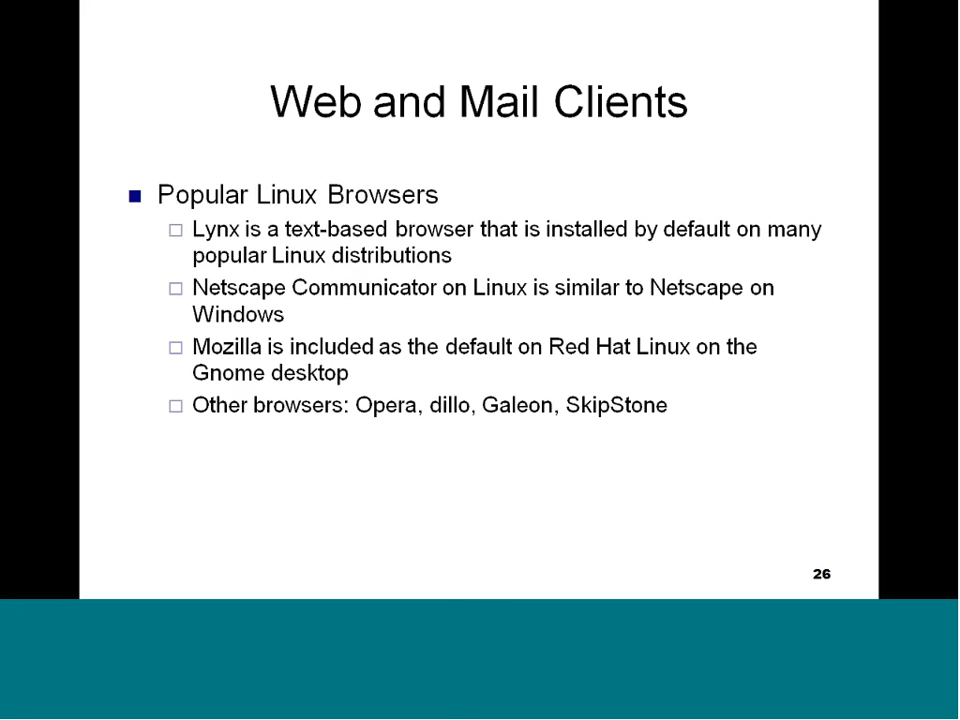 Web and Mail Clients
Popular Linux Browsers
Lynx is a text-based browser that is installed by default on many
popular Linux distributions
Netscape Communicator on Linux is similar to Netscape on
Windows
Mozilla is included as the default on Red Hat Linux on the
Gnome desktop
Other browsers: Opera, dillo, Galeon, SkipStone
26